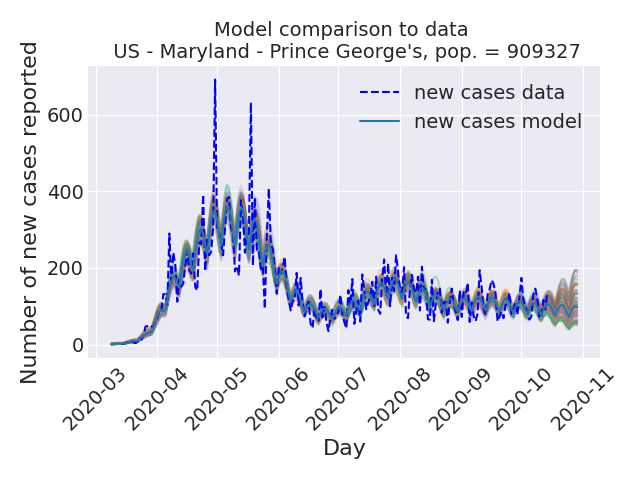 Model comparison to data
US - Maryland - Prince George's, pop. = 909327
Number of new cases reported
600
400
200
0
new cases data
new cases model
2020-03
2020-04
2020-05
2020-06
2020-07
2020-08
2020-09
2020-10
2020-11
Day